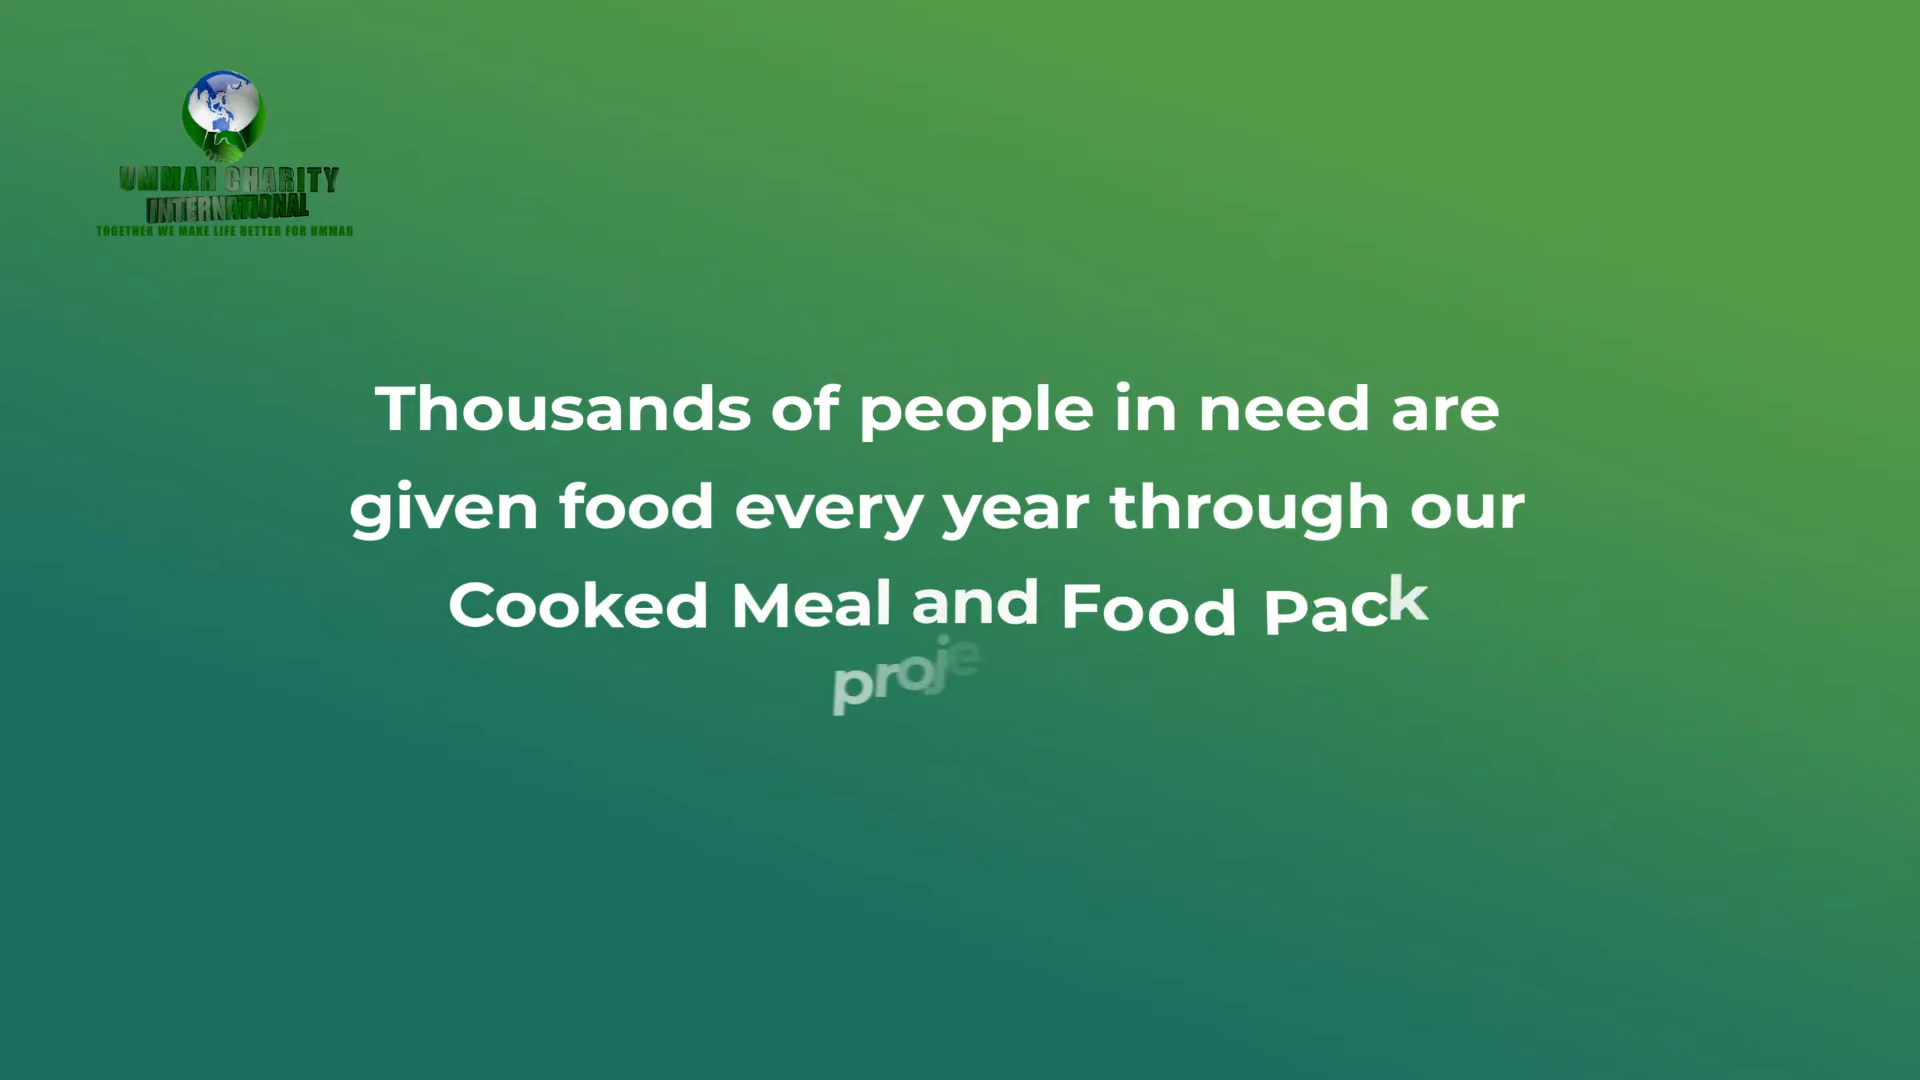 UMMAH CHARITY
INTERNATIONAL
TOGETHER WE MAKE LIFE BETTER FOR UMMAH
Thousands of people in need are
given food every year through our
Cooked Meal and Food Pack
proje